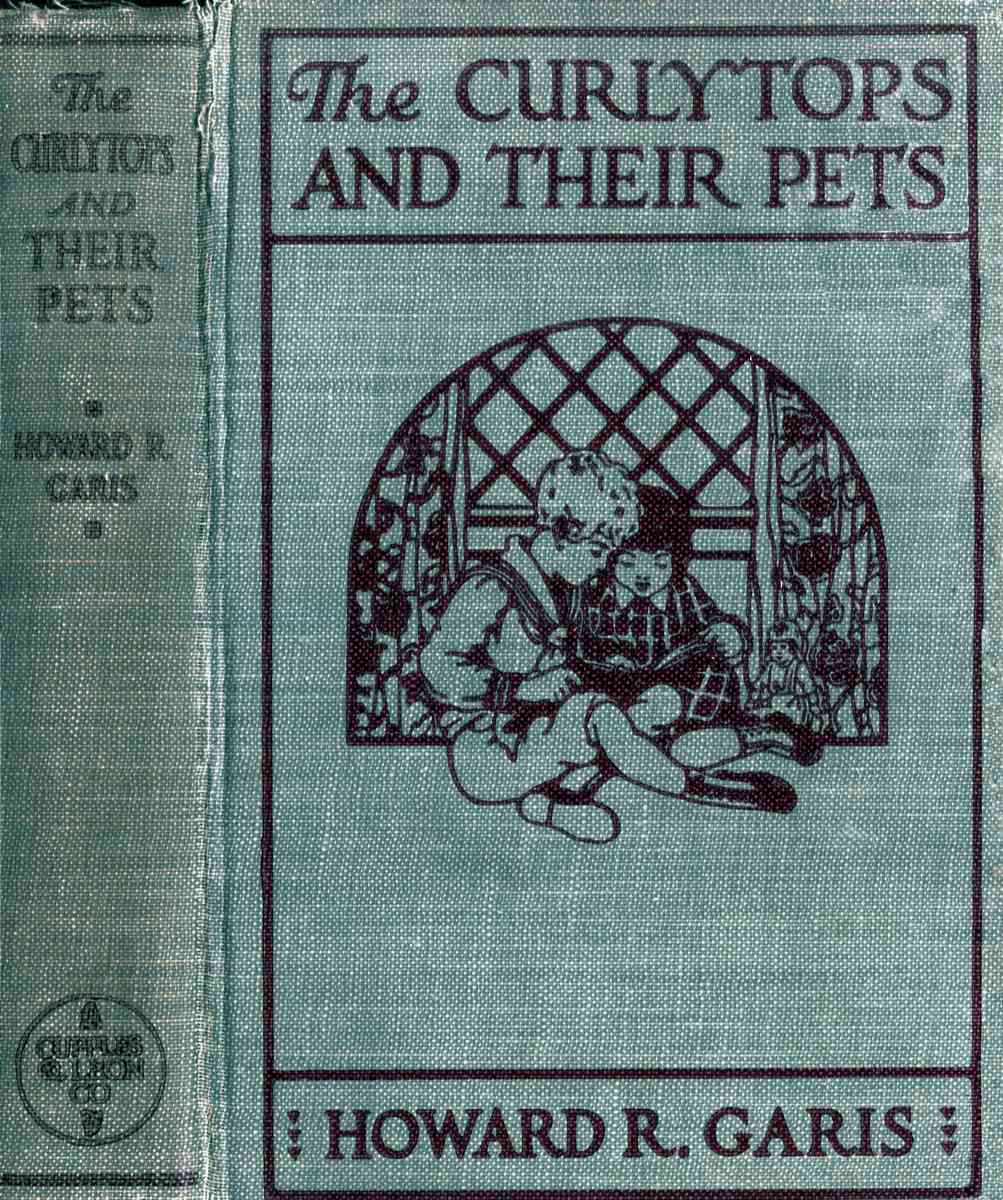 The
CURLYTOPS
AND
THEIR
PETS
HOWARD R.
GARIS
CUPPLES
& LEON
CO
The CURLYTOPS
AND THEIR PETS
HOWARD R. GARIS